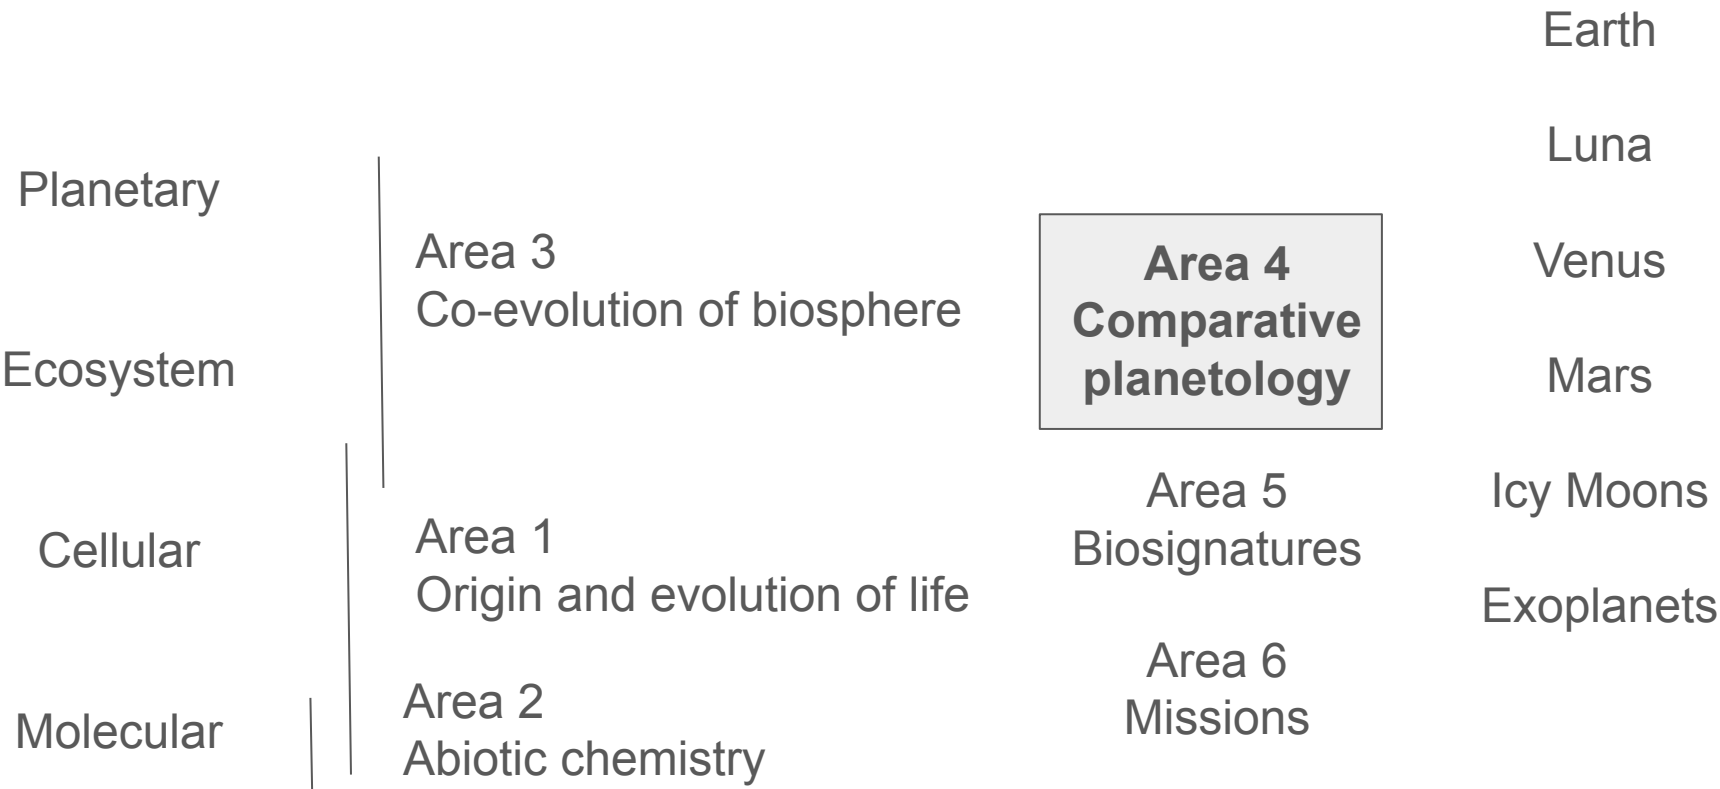 Planetary
Ecosystem
Cellular
Molecular
Area 3
Co-evolution of biosphere
Area 1
Origin and evolution of life
Area 2
Abiotic chemistry
Area 4
Comparative
planetology
Area 5
Biosignatures
Area 6
Missions
Earth
Luna
Venus
Mars
Icy Moons
Exoplanets